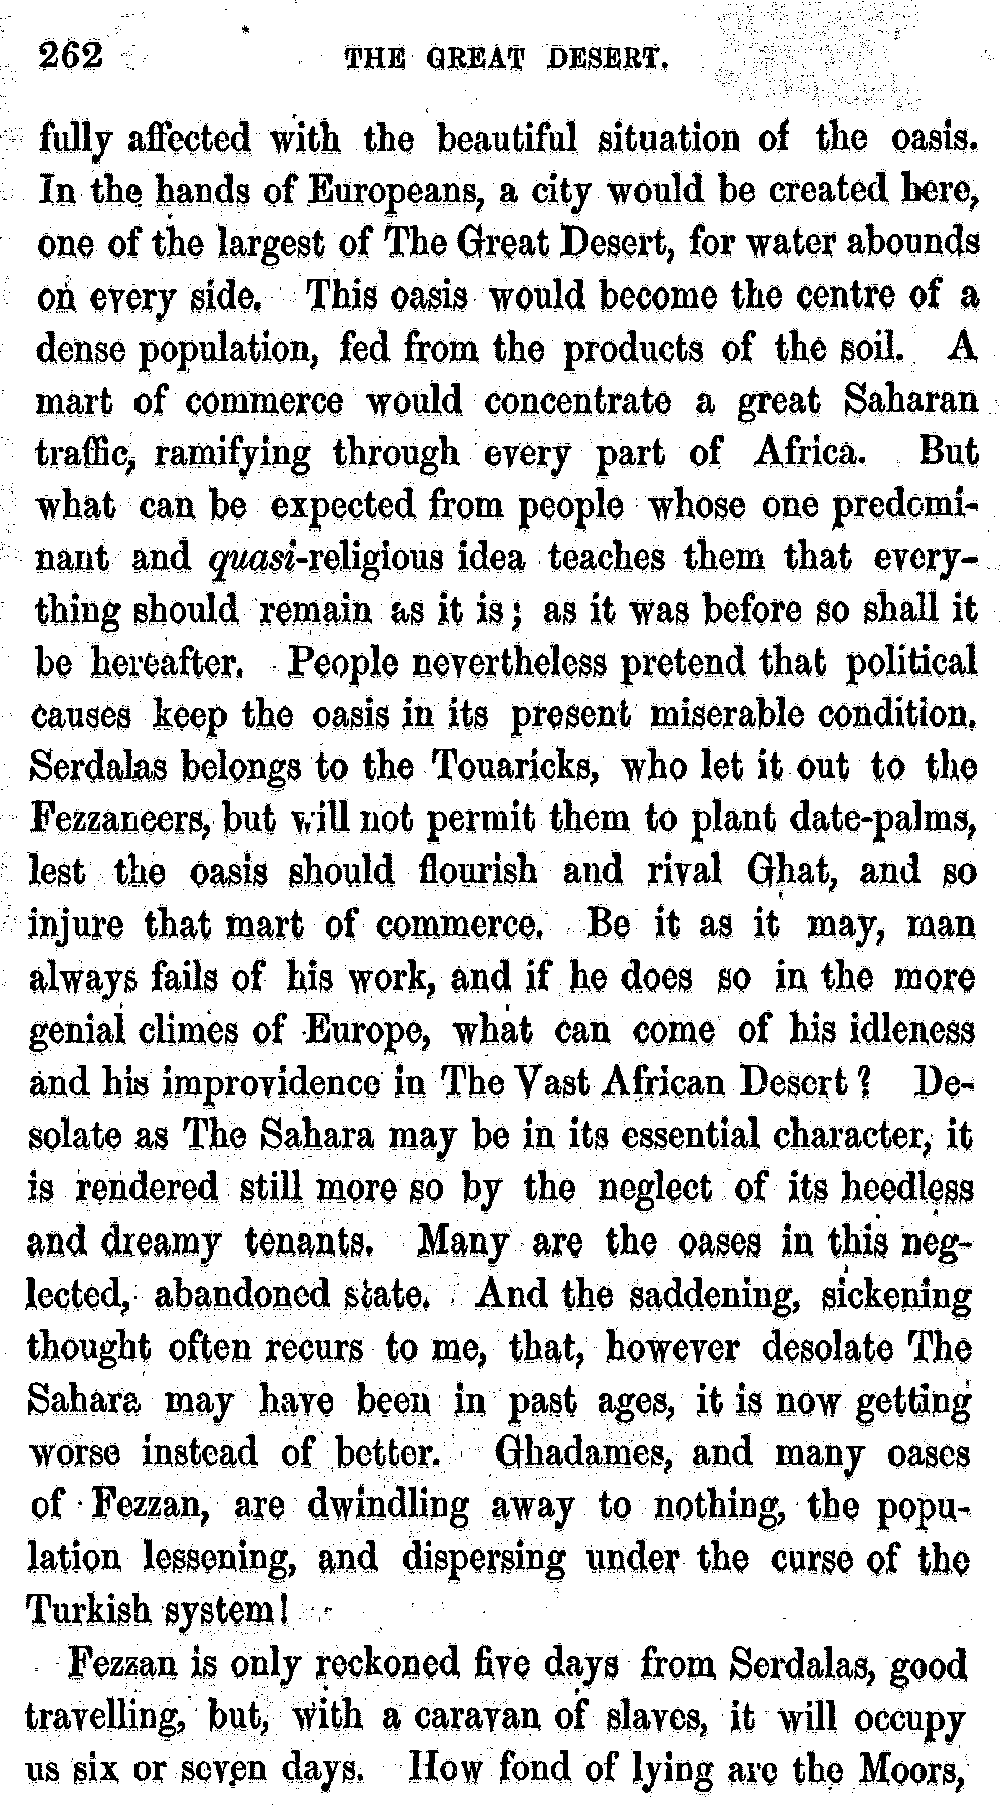 262 THE GREAT DESERT.
fully affected with the beautiful situation of the oasis.
In the hands of Europeans, a city would be created here,
one of the largest of The Great Desert, for water abounds
on every side. This oasis would become the centre of a
dense population, fed from the products of the soil. A
mart of commerce would concentrate a great Saharan
traffic, ramifying through every part of Africa. But
what can be expected from people whose one predomi-
nant and quasi-religious idea teaches them that every-
thing should remain as it is; as it was before so shall it
be hereafter. People nevertheless pretend that political
causes keep the oasis in its present miserable condition.
Serdalas belongs to the Touaricks, who let it out to the
Fezzaneers, but will not permit them to plant date-palms,
lest the oasis should flourish and rival Ghat, and so
injure that mart of commerce. Be it as it may, man
always fails of his work, and if he does so in the more
genial climes of Europe, what can come of his idleness
and his improvidence in The Vast African Desert? De-
solate as The Sahara may be in its essential character, it
is rendered still more so by the neglect of its heedless
and dreamy tenants. Many are the oases in this neg-
lected, abandoned state. And the saddening, sickening
thought often recurs to me, that, however desolate The
Sahara may have been in past ages, it is now getting
worse instead of better. Ghadames, and many oases
of Fezzan, are dwindling away to nothing, the popu-
lation lessening, and dispersing under the curse of the
Turkish system!
Fezzan is only reckoned five days from Serdalas, good
travelling, but, with a caravan of slaves, it will occupy
us six or seven days. How fond of lying are the Moors,